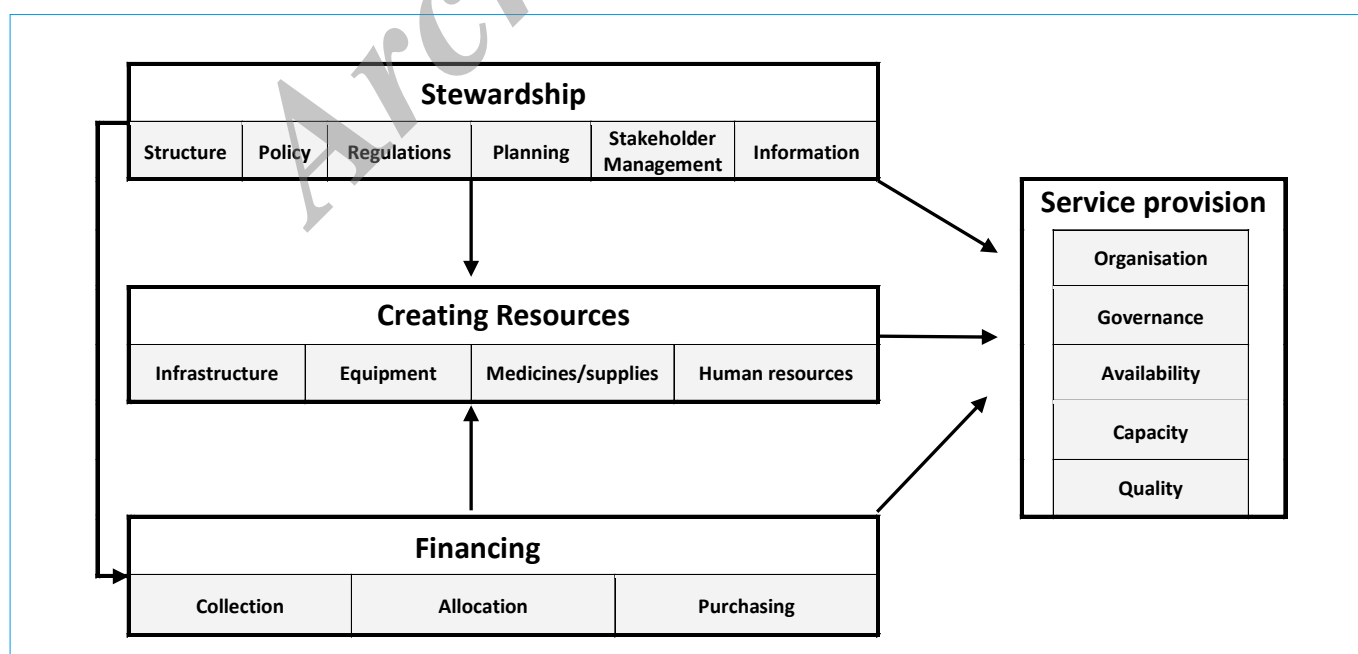 Stewardship
Structure
Policy
Regulations
Planning
Stakeholder
Management
Information
Creating Resources
Infrastructure
Equipment
Medicines/supplies
Human resources
Financing
Collection
Allocation
Purchasing
Service provision
Organisation
Governance
Availability
Capacity
Quality